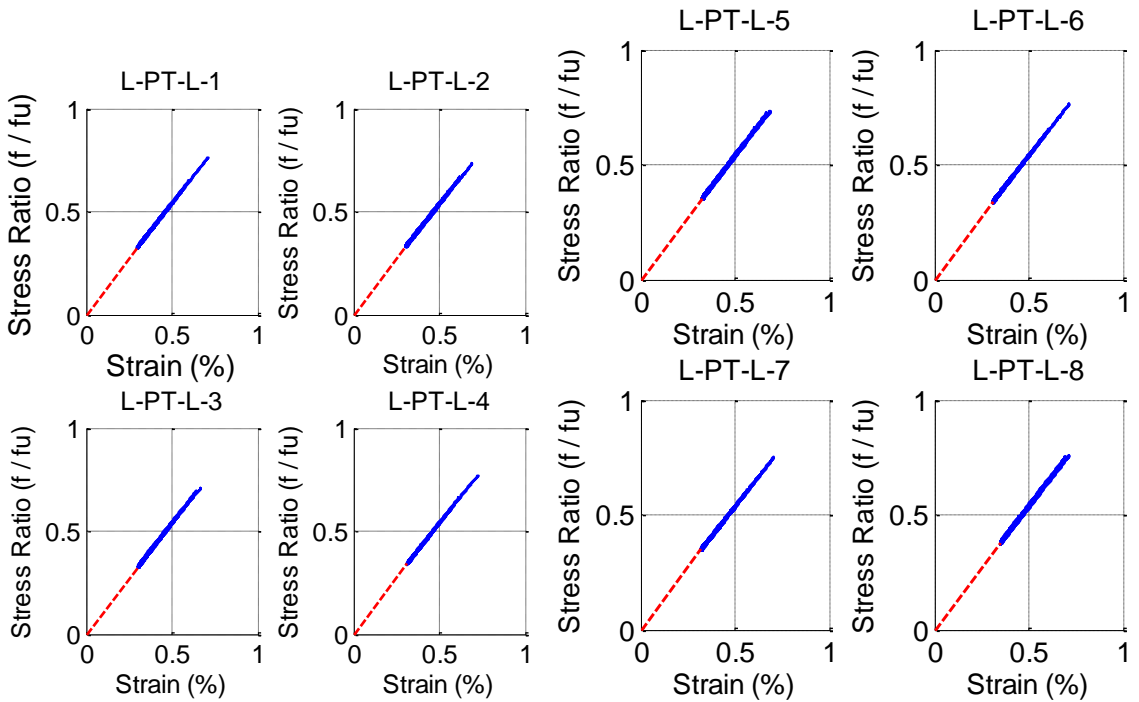 L-PT-L-1
Stress Ratio (f / fu)
1
0.5
0
0 0.5 1
Strain (%)
L-PT-L-2
Stress Ratio (f / fu)
1
0.5
0
0 0.5 1
Strain (%)
L-PT-L-5
Stress Ratio (f / fu)
1
0.5
0
0 0.5 1
Strain (%)
L-PT-L-6
Stress Ratio (f / fu)
1
0.5
0
0 0.5 1
Strain (%)
L-PT-L-3
Stress Ratio (f / fu)
1
0.5
0
0 0.5 1
Strain (%)
L-PT-L-4
Stress Ratio (f / fu)
1
0.5
0
0 0.5 1
Strain (%)
L-PT-L-7
Stress Ratio (f / fu)
1
0.5
0
0 0.5 1
Strain (%)
L-PT-L-8
Stress Ratio (f / fu)
1
0.5
0
0 0.5 1
Strain (%)